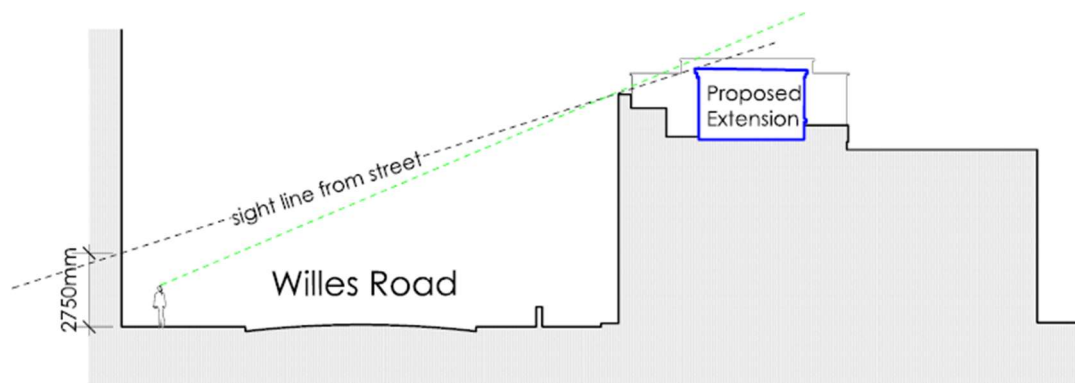 Proposed
Extension
sight line from street
2750mm
Willes Road